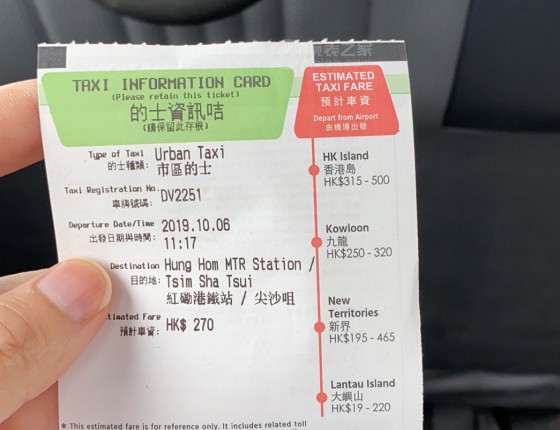 TAXI INFORMATION CARD
(Please retain this ticket)
的士資訊咭
(請保留此存根)
Type of Taxi Urban Taxi
的士種類: 市區的士
Taxi Registration No.
車牌號碼: DV2251
Departure Date/Time 2019.10.06
出發日期與時間: 11:17
Destination Hung Hom MTR Station /
目的地: Tsim Sha Tsui
紅磡港鐵站 / 尖沙咀
timated Fare HK$ 270
預計車資:
* This estimated fare is for reference only. It includes related toll
ESTIMATED
TAXI FARE
預計車資
Depart from Airport
由機場出發
HK Island
香港島
HK$315 - 500
Kowloon
九龍
HK$250 - 320
New
Territories
新界
HK$195 - 465
Lantau Island
大嶼山
HK$19 - 220